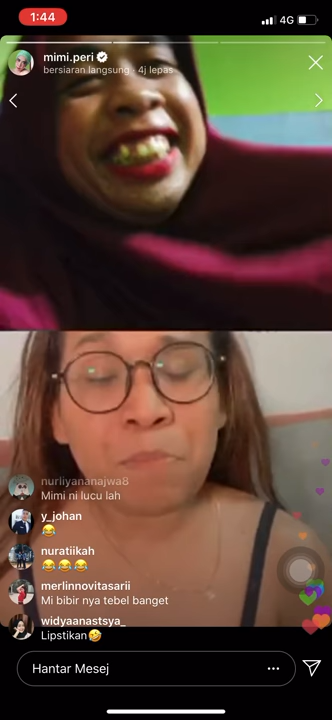 1:44
4G
mimi.peri
bersiaran langsung · 4j lepas
nurliyananajwa8
Mimi ni lucu lah
y_johan
😂
nuratiikah
😂😂😂
merlinnovitasarii
Mi bibir nya tebel banget
widyaanastsya_
Lipstikan🤣
Hantar Mesej